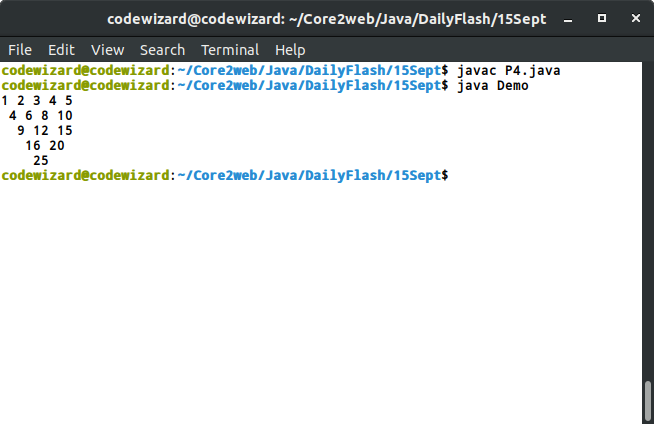 codewizard@codewizard: ~/Core2web/Java/DailyFlash/15Sept
File Edit View Search Terminal Help
codewizard@codewizard:~/Core2web/Java/DailyFlash/15Sept$ javac P4.java
codewizard@codewizard:~/Core2web/Java/DailyFlash/15Sept$ java Demo
1 2 3 4 5
 4 6 8 10
  9 12 15
   16 20
    25
codewizard@codewizard:~/Core2web/Java/DailyFlash/15Sept$